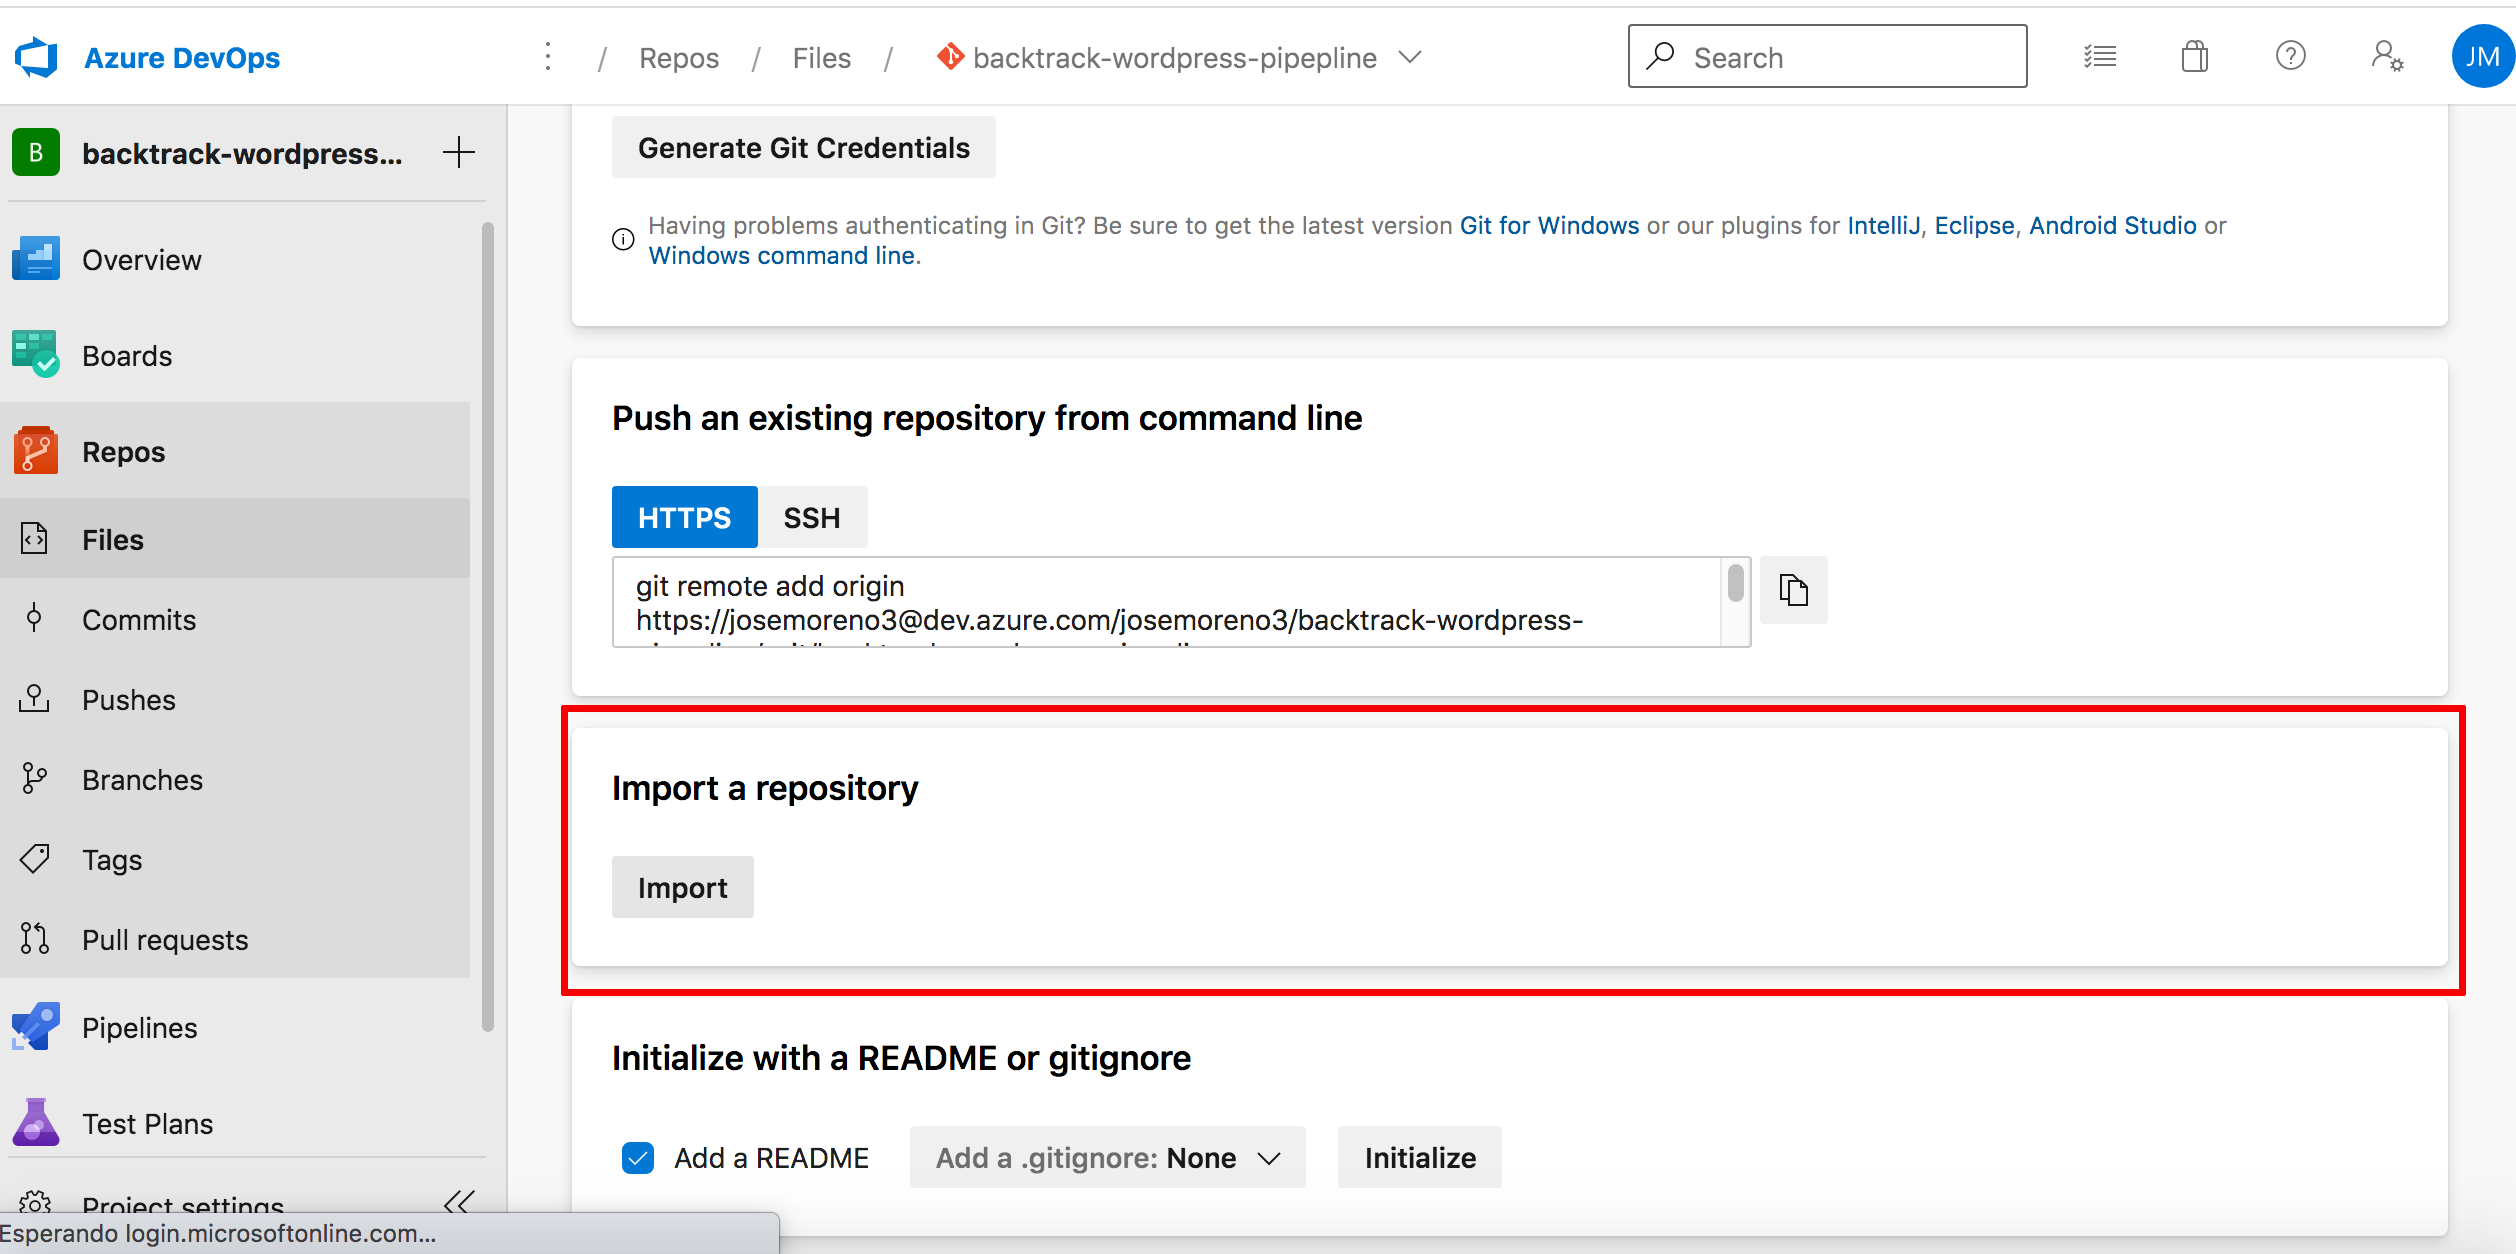 Azure DevOps
/ Repos / Files / backtrack-wordpress-pipepline
Search
JM
B backtrack-wordpress...
Overview
Boards
Repos
Files
Commits
Pushes
Branches
Tags
Pull requests
Pipelines
Test Plans
Project settings
Esperando login.microsoftonline.com...
Generate Git Credentials
Having problems authenticating in Git? Be sure to get the latest version Git for Windows or our plugins for IntelliJ, Eclipse, Android Studio or
Windows command line.
Push an existing repository from command line
HTTPS SSH
git remote add origin
https://josemoreno3@dev.azure.com/josemoreno3/backtrack-wordpress-
Import a repository
Import
Initialize with a README or gitignore
Add a README Add a .gitignore: None Initialize